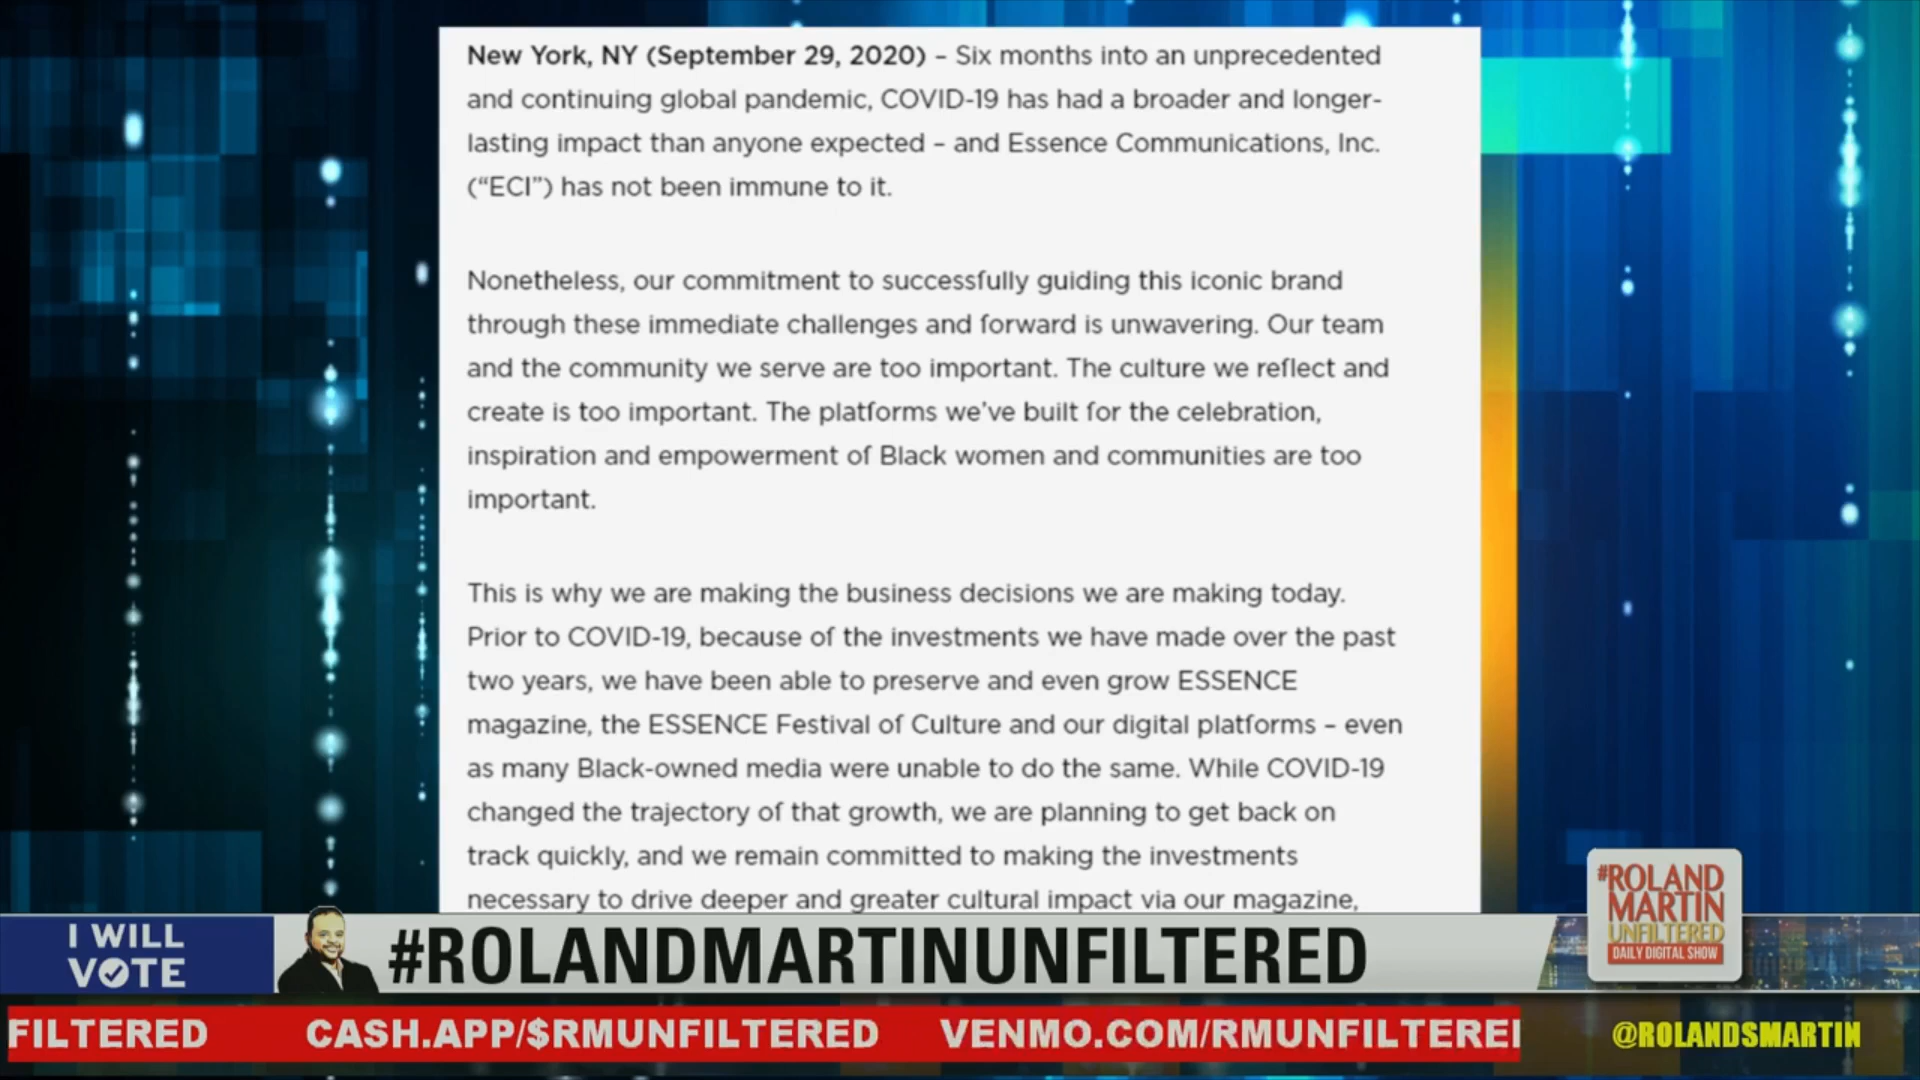 New York, NY (September 29, 2020) – Six months into an unprecedented
and continuing global pandemic, COVID-19 has had a broader and longer-
lasting impact than anyone expected – and Essence Communications, Inc.
(“ECI”) has not been immune to it.
Nonetheless, our commitment to successfully guiding this iconic brand
through these immediate challenges and forward is unwavering. Our team
and the community we serve are too important. The culture we reflect and
create is too important. The platforms we’ve built for the celebration,
inspiration and empowerment of Black women and communities are too
important.
This is why we are making the business decisions we are making today.
Prior to COVID-19, because of the investments we have made over the past
two years, we have been able to preserve and even grow ESSENCE
magazine, the ESSENCE Festival of Culture and our digital platforms – even
as many Black-owned media were unable to do the same. While COVID-19
changed the trajectory of that growth, we are planning to get back on
track quickly, and we remain committed to making the investments
necessary to drive deeper and greater cultural impact via our magazine,
I WILL
VOTE
#ROLANDMARTINUNFILTERED
#ROLAND
MARTIN
UNFILTERED
DAILY DIGITAL SHOW
FILTERED CASH.APP/$RMUNFILTERED VENMO.COM/RMUNFILTERE
@ROLANDSMARTIN